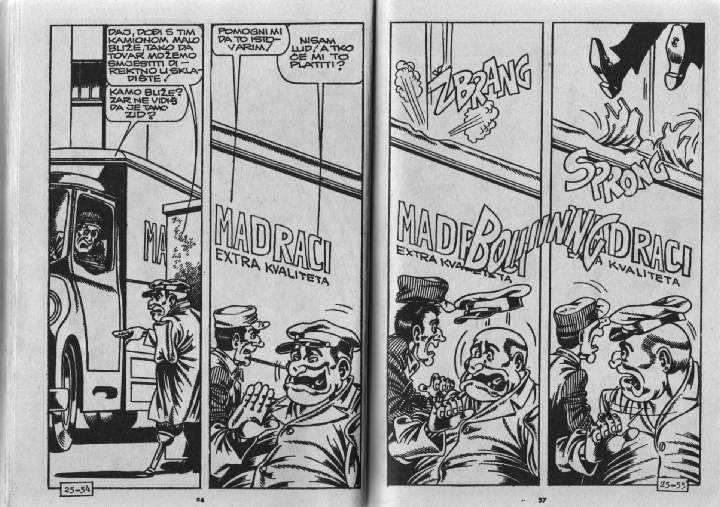 DAJ, DOĐI S TIM
KAMIONOM MALO
BLIŽE, TAKO DA
TOVAR MOŽEMO
SMJESTITI DI-
REKTNO U SKLA-
DIŠTE!
KAMO BLIŽE?
ZAR NE VIDIŠ
DA JE TAMO
ZID?
MA
25-54
POMOGNI MI
DA TO ISTO-
VARIM!
NISAM
LUD! A TKO
ĆE MI TO
PLATITI?
MADRACI
EXTRA KVALITETA
ZBRANG
MADR
EXTRA KVALITETA
BOIIIINNG
SPRONG
ADRACI
KVALITETA
25-55
57